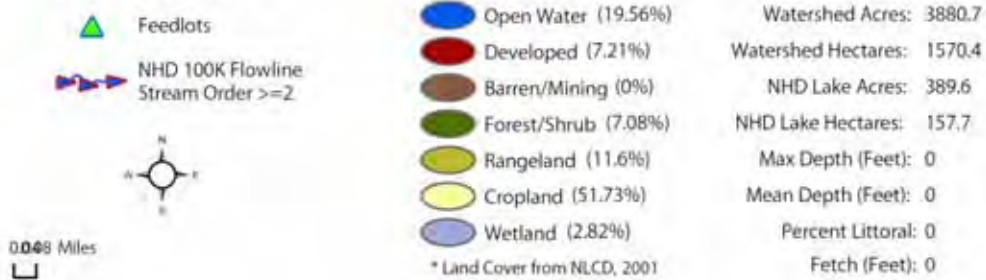 Feedlots
NHD 100K Flowline
Stream Order >=2
N
Miles
Open Water (19.56%)
Developed (7.21%)
Barren/Mining (0%)
Forest/Shrub (7.08%)
Rangeland (11.6%)
Cropland (51.73%)
Wetland (2.82%)
* Land Cover from NLCD, 2001
Watershed Acres: 3880.7
Watershed Hectares: 1570.4
NHD Lake Acres: 389.6
NHD Lake Hectares: 157.7
Max Depth (Feet): 0
Mean Depth (Feet): 0
Percent Littoral: 0
Fetch (Feet): 0